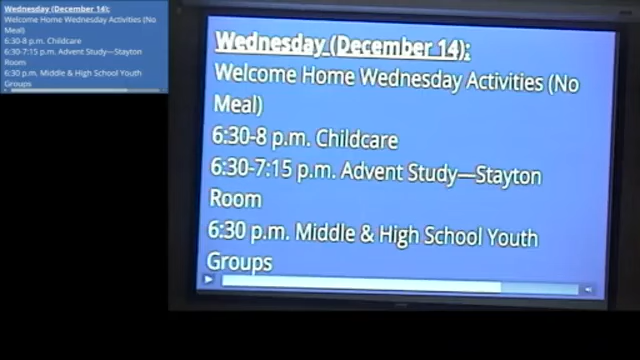 Wednesday (December 14):
Welcome Home Wednesday Activities (No
Meal)
6:30-8 p.m. Childcare
6:30-7:15 p.m. Advent Study—Stayton
Room
6:30 p.m. Middle & High School Youth
Groups
Wednesday (December 14):
Welcome Home Wednesday Activities (No
Meal)
6:30-8 p.m. Childcare
6:30-7:15 p.m. Advent Study—Stayton
Room
6:30 p.m. Middle & High School Youth
Groups